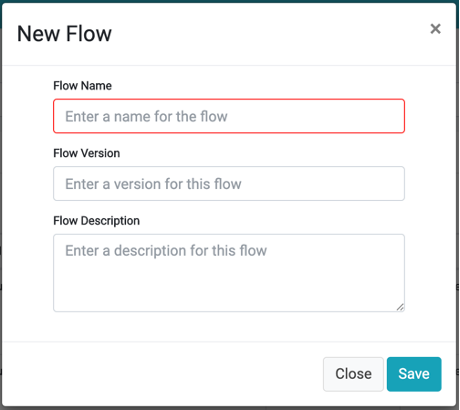 New Flow
×
Flow Name
Enter a name for the flow
Flow Version
Enter a version for this flow
Flow Description
Enter a description for this flow
Close
Save